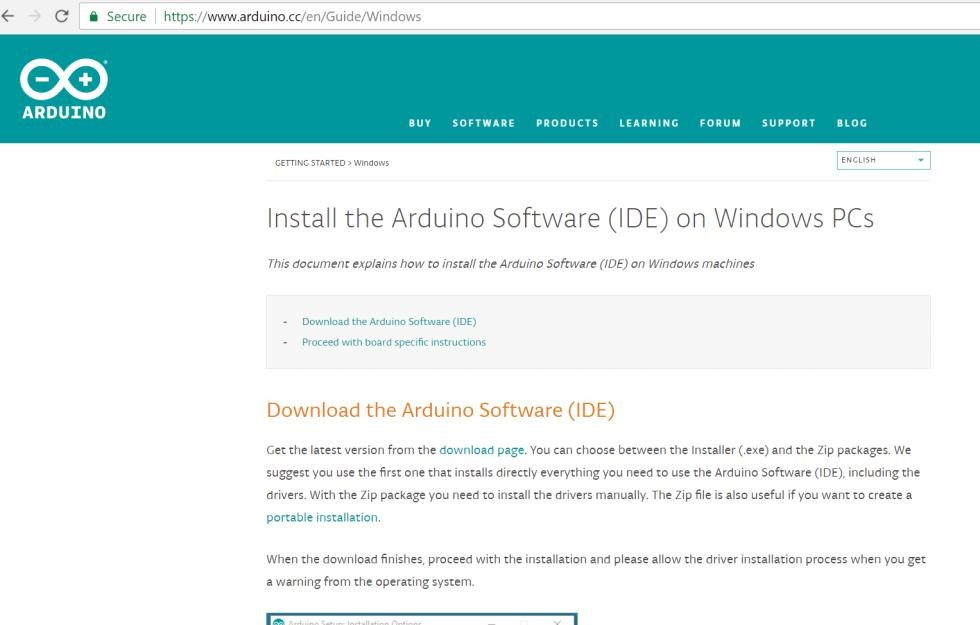 Secure https://www.arduino.cc/en/Guide/Windows
ARDUINO
BUY SOFTWARE PRODUCTS LEARNING FORUM SUPPORT BLOG
GETTING STARTED > Windows
ENGLISH
Install the Arduino Software (IDE) on Windows PCs
This document explains how to install the Arduino Software (IDE) on Windows machines
- Download the Arduino Software (IDE)
- Proceed with board specific instructions
Download the Arduino Software (IDE)
Get the latest version from the download page. You can choose between the Installer (.exe) and the Zip packages. We
suggest you use the first one that installs directly everything you need to use the Arduino Software (IDE), including the
drivers. With the Zip package you need to install the drivers manually. The Zip file is also useful if you want to create a
portable installation.
When the download finishes, proceed with the installation and please allow the driver installation process when you get
a warning from the operating system.
Arduino Setup: Installation Options